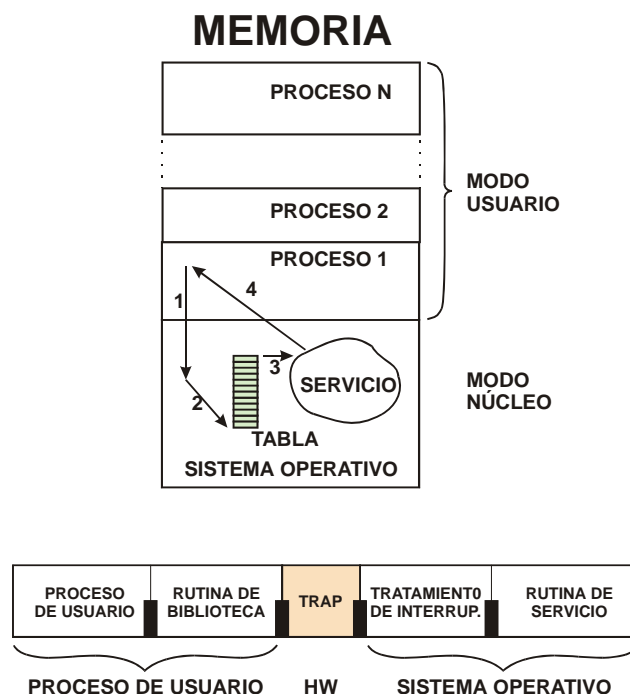 MEMORIA
PROCESO N
MODO
USUARIO
PROCESO 2
PROCESO 1
1
4
3
2
SERVICIO
MODO
NÚCLEO
TABLA
SISTEMA OPERATIVO
PROCESO
DE USUARIO
RUTINA DE
BIBLIOTECA
TRAP
TRATAMIENT0
DE INTERRUP.
RUTINA DE
SERVICIO
PROCESO DE USUARIO
HW
SISTEMA OPERATIVO